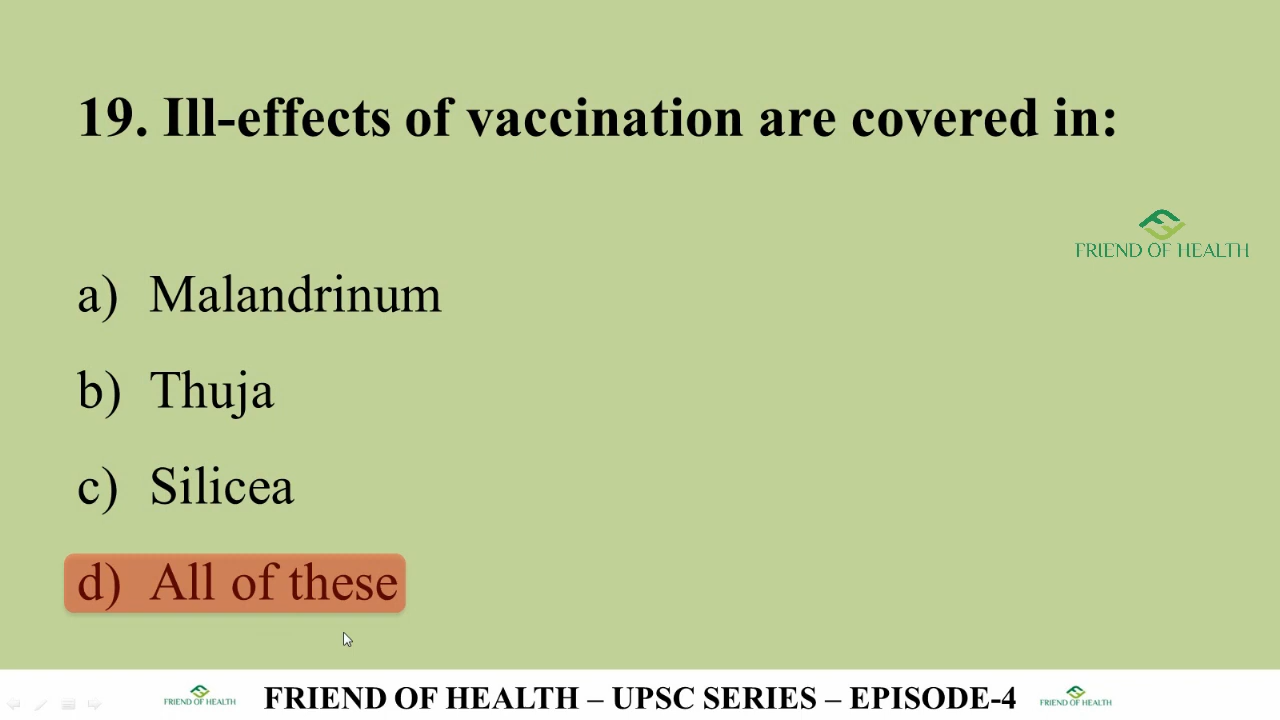 19. Ill-effects of vaccination are covered in:
FRIEND OF HEALTH
a) Malandrinum
b) Thuja
c) Silicea
d) All of these
FRIEND OF HEALTH
FRIEND OF HEALTH – UPSC SERIES – EPISODE-4
FRIEND OF HEALTH